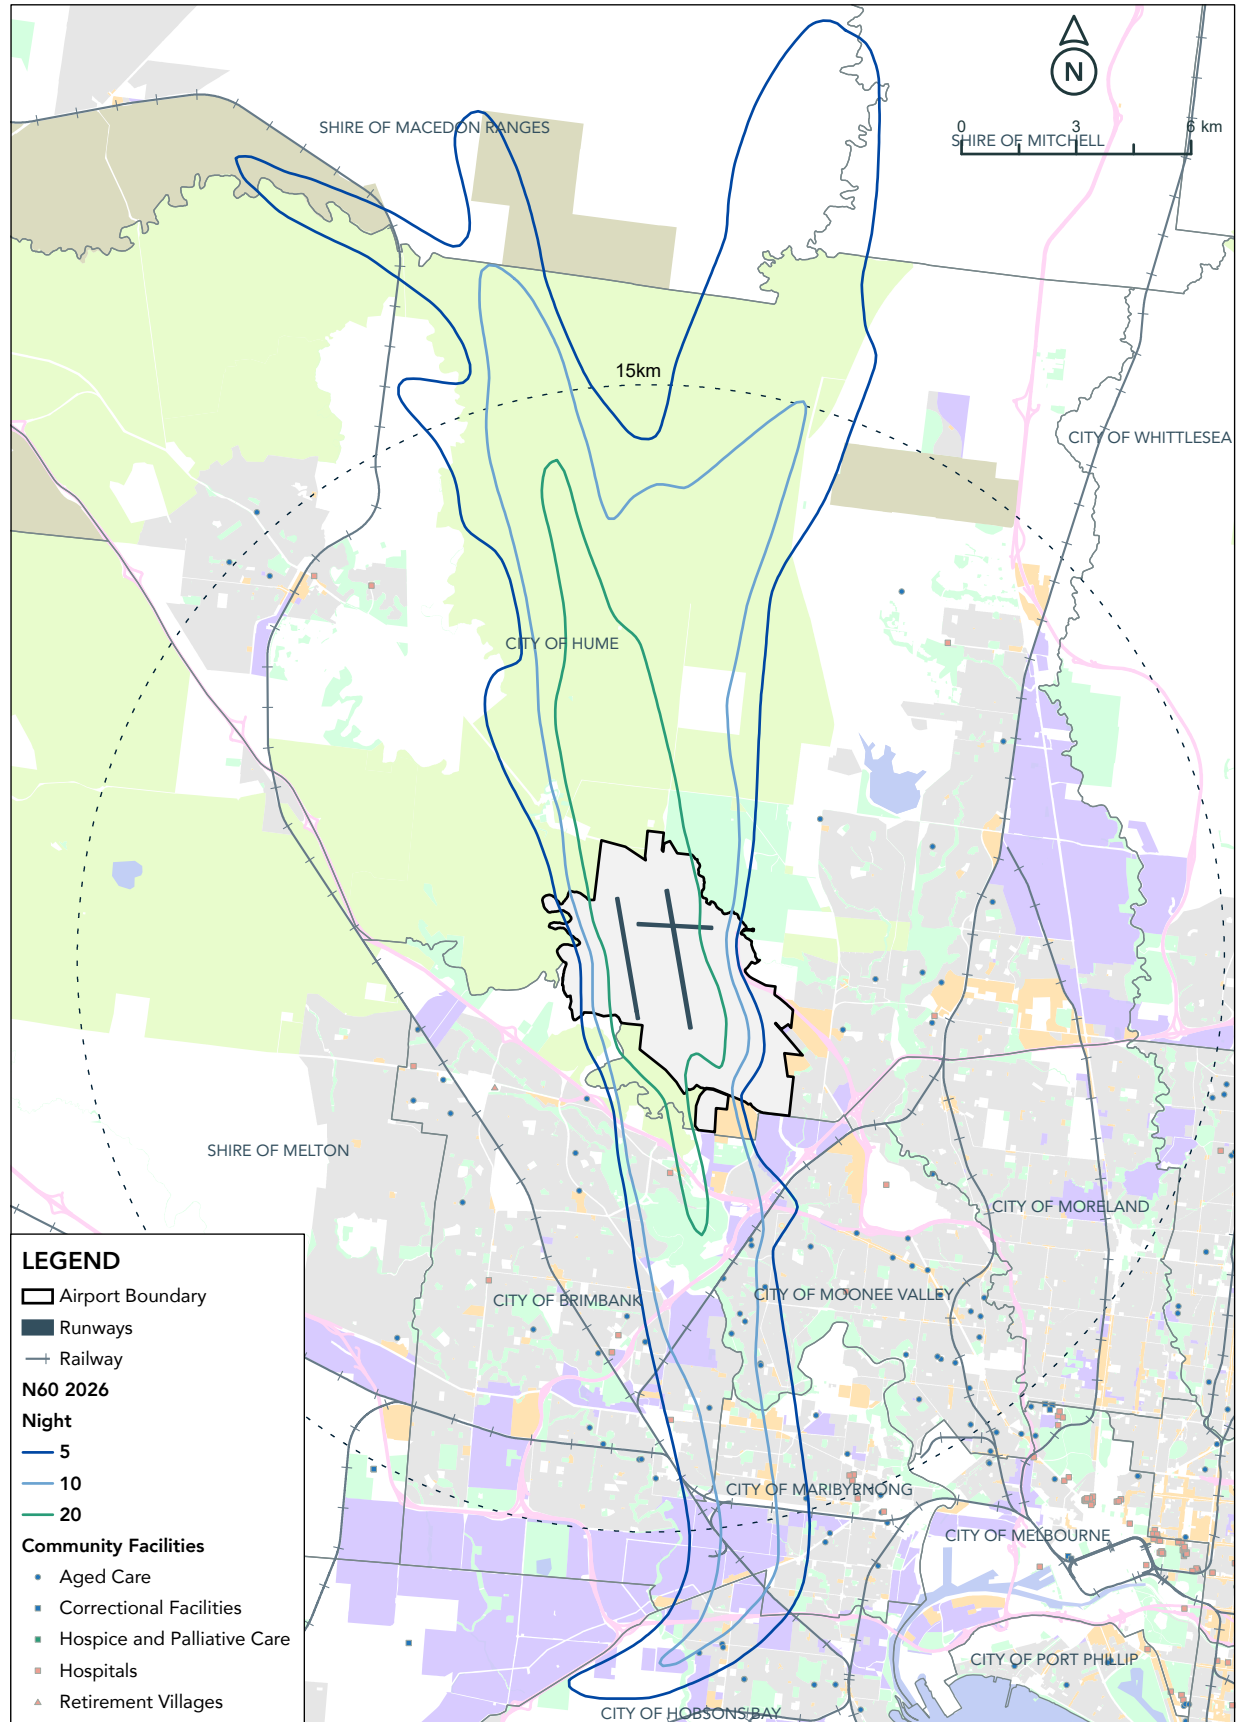 N
SHIRE OF MACEDON RANGES
0 3 6 km
SHIRE OF MITCHELL
15km
CITY OF WHITTLESEA
CITY OF HUME
SHIRE OF MELTON
CITY OF MORELAND
CITY OF BRIMBANK
CITY OF MOONEE VALLEY
CITY OF MARIBYRNONG
CITY OF MELBOURNE
CITY OF PORT PHILLIP
CITY OF HOBSONS BAY
LEGEND
Airport Boundary
Runways
Railway
N60 2026
Night
5
10
20
Community Facilities
Aged Care
Correctional Facilities
Hospice and Palliative Care
Hospitals
Retirement Villages